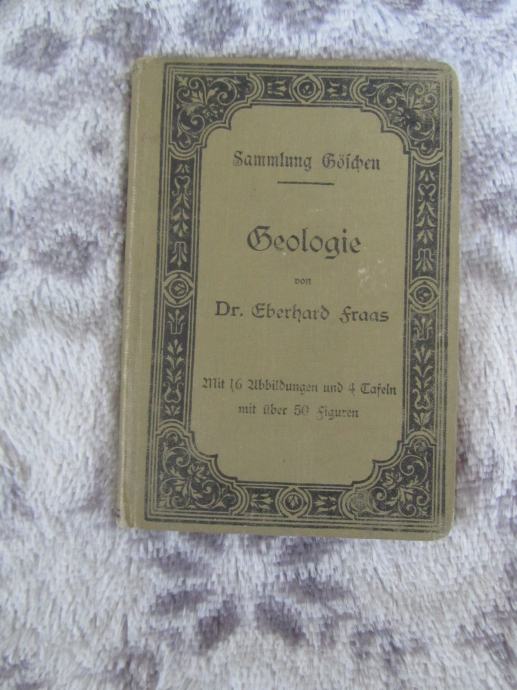 Sammlung Göschen
Geologie
von
Dr. Eberhard Fraas
Mit 16 Abbildungen und 4 Tafeln
mit über 50 Figuren